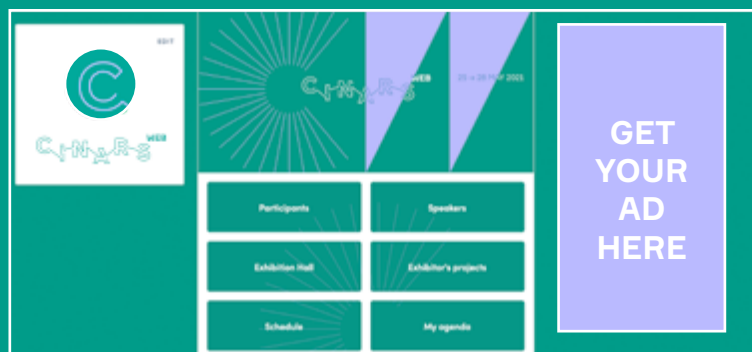 EDIT
C
CINARS
WEB
CINARS
WEB
Participants
Speakers
Exhibition Hall
Exhibitor's projects
Schedule
My agenda
GET
YOUR
AD
HERE